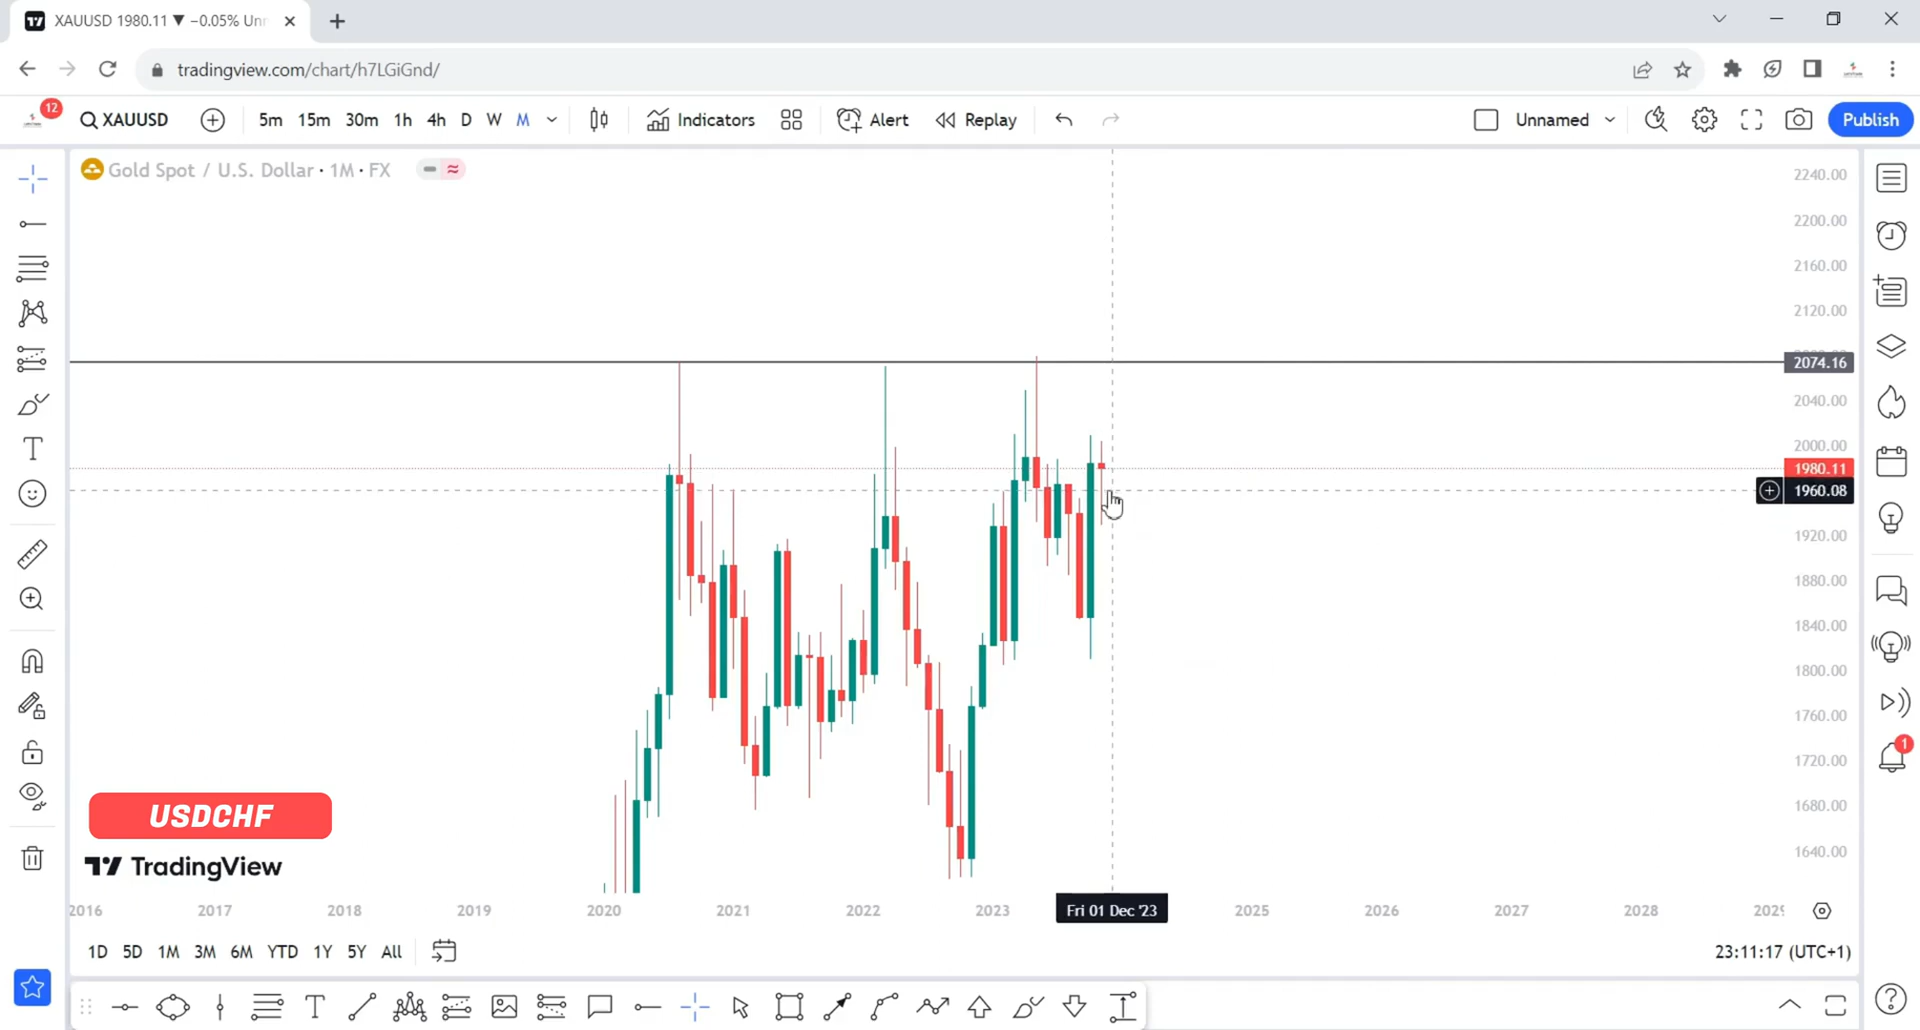 XAUUSD 1980.11 ▼ −0.05% Unn
tradingview.com/chart/h7LGiGnd/
12
XAUUSD
5m 15m 30m 1h 4h D W M
Indicators
Alert
Replay
Unnamed
Publish
Gold Spot / U.S. Dollar · 1M · FX
2240.00
2200.00
2160.00
2120.00
2074.16
2040.00
2000.00
1980.11
1960.08
1920.00
1880.00
1840.00
1800.00
1760.00
1720.00
1680.00
1640.00
1
USDCHF
TradingView
2016 2017 2018 2019 2020 2021 2022 2023 Fri 01 Dec '23 2025 2026 2027 2028 2029
1D 5D 1M 3M 6M YTD 1Y 5Y All
23:11:17 (UTC+1)